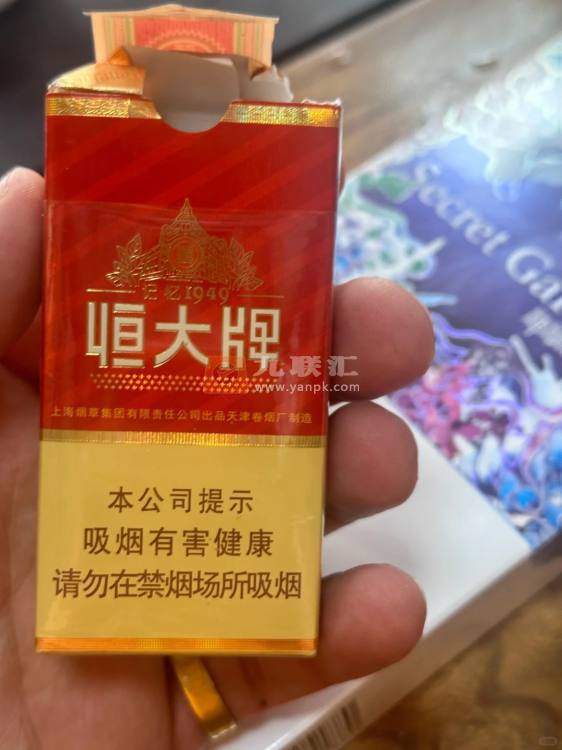 记忆1949
恒大牌
元联汇
www.yanpk.com
上海烟草集团有限责任公司出品天津卷烟厂制造
本公司提示
吸烟有害健康
请勿在禁烟场所吸烟
Secret Gar